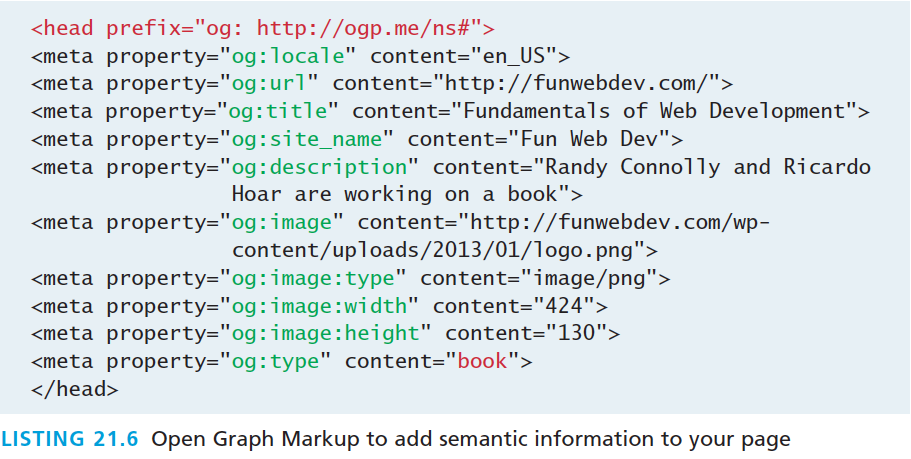 <head prefix="og: http://ogp.me/ns#">
<meta property="og:locale" content="en_US">
<meta property="og:url" content="http://funwebdev.com/">
<meta property="og:title" content="Fundamentals of Web Development">
<meta property="og:site_name" content="Fun Web Dev">
<meta property="og:description" content="Randy Connolly and Ricardo
Hoar are working on a book">
<meta property="og:image" content="http://funwebdev.com/wp-
content/uploads/2013/01/logo.png">
<meta property="og:image:type" content="image/png">
<meta property="og:image:width" content="424">
<meta property="og:image:height" content="130">
<meta property="og:type" content="book">
</head>
LISTING 21.6 Open Graph Markup to add semantic information to your page